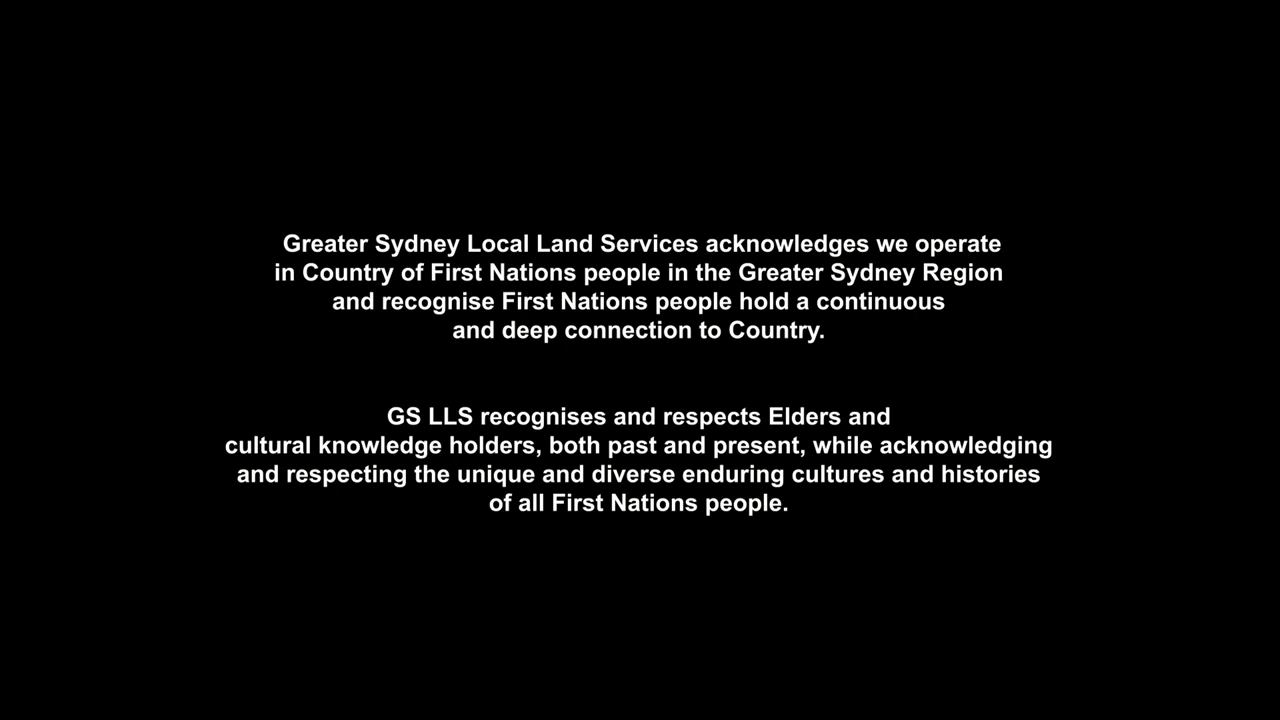 Greater Sydney Local Land Services acknowledges we operate
in Country of First Nations people in the Greater Sydney Region
and recognise First Nations people hold a continuous
and deep connection to Country.
GS LLS recognises and respects Elders and
cultural knowledge holders, both past and present, while acknowledging
and respecting the unique and diverse enduring cultures and histories
of all First Nations people.